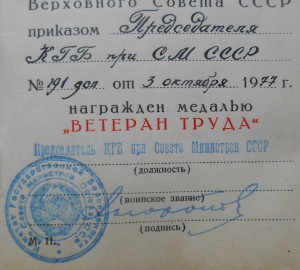 Верховного Совета СССР
приказом Председателя
КГБ при СМ СССР
№ 191 доп от 3 октября 1977 г.
награжден медалью
„ВЕТЕРАН ТРУДА“
Председатель КГБ при Совете Министров СССР
(должность)
(воинское звание)
(подпись)
М. П.